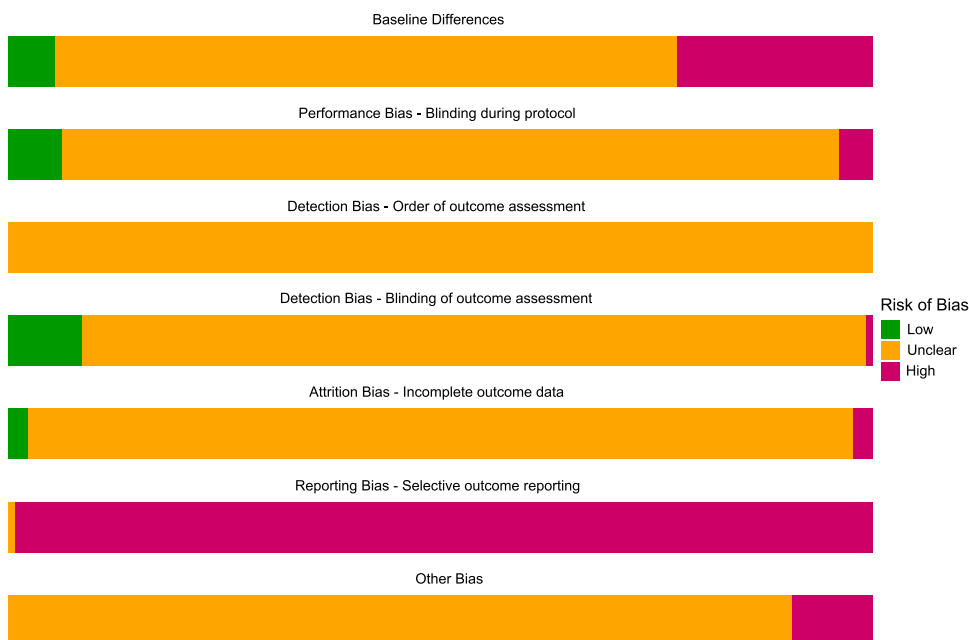 Baseline Differences
Performance Bias - Blinding during protocol
Detection Bias - Order of outcome assessment
Detection Bias - Blinding of outcome assessment
Risk of Bias
Low
Unclear
High
Attrition Bias - Incomplete outcome data
Reporting Bias - Selective outcome reporting
Other Bias